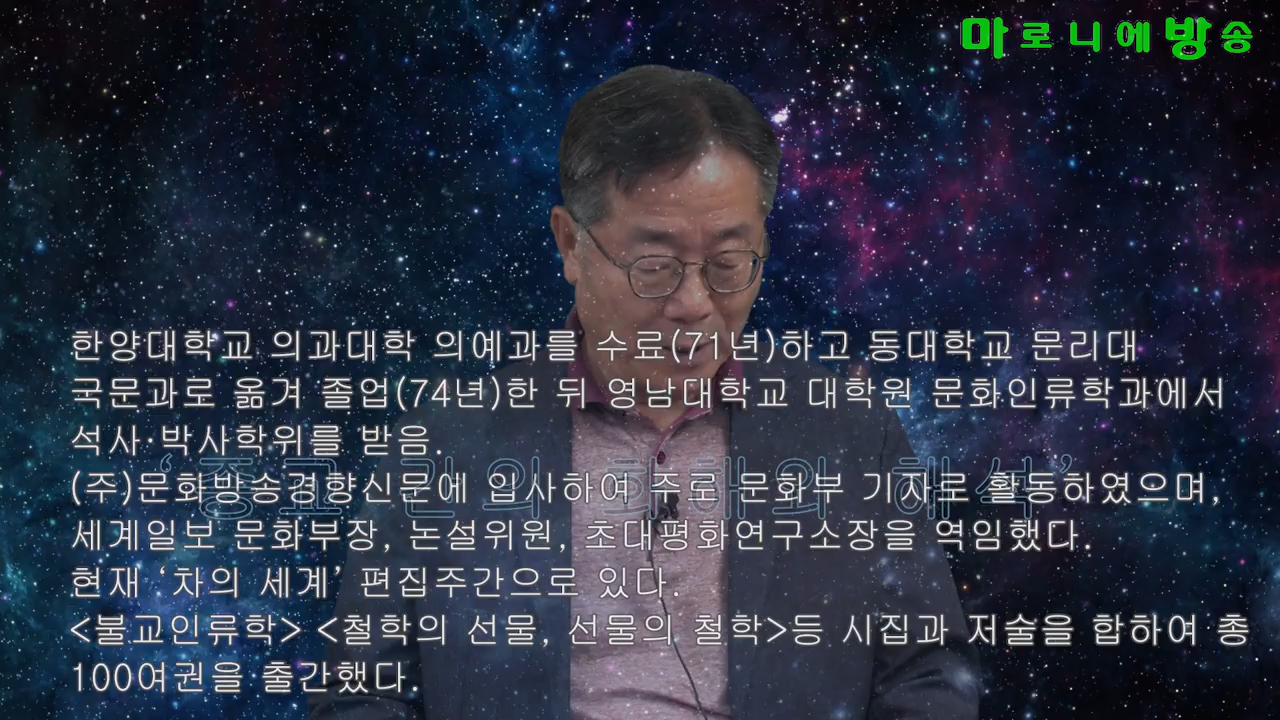 마로니에방송
한양대학교 의과대학 의예과를 수료(71년)하고 동대학교 문리대
국문과로 옮겨 졸업(74년)한 뒤 영남대학교 대학원 문화인류학과에서
석사·박사학위를 받음.
‘종교 간의 화해와 해석’
(주)문화방송경향신문에 입사하여 주로 문화부 기자로 활동하였으며,
세계일보 문화부장, 논설위원, 초대평화연구소장을 역임했다.
현재 ‘차의 세계’ 편집주간으로 있다.
<불교인류학> <철학의 선물, 선물의 철학>등 시집과 저술을 합하여 총
100여권을 출간했다.